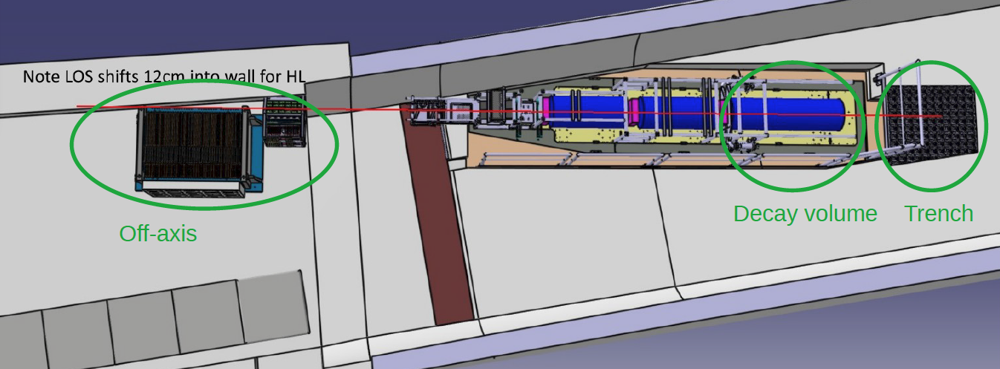 Note LOS shifts 12cm into wall for HL
Off-axis
Decay volume
Trench